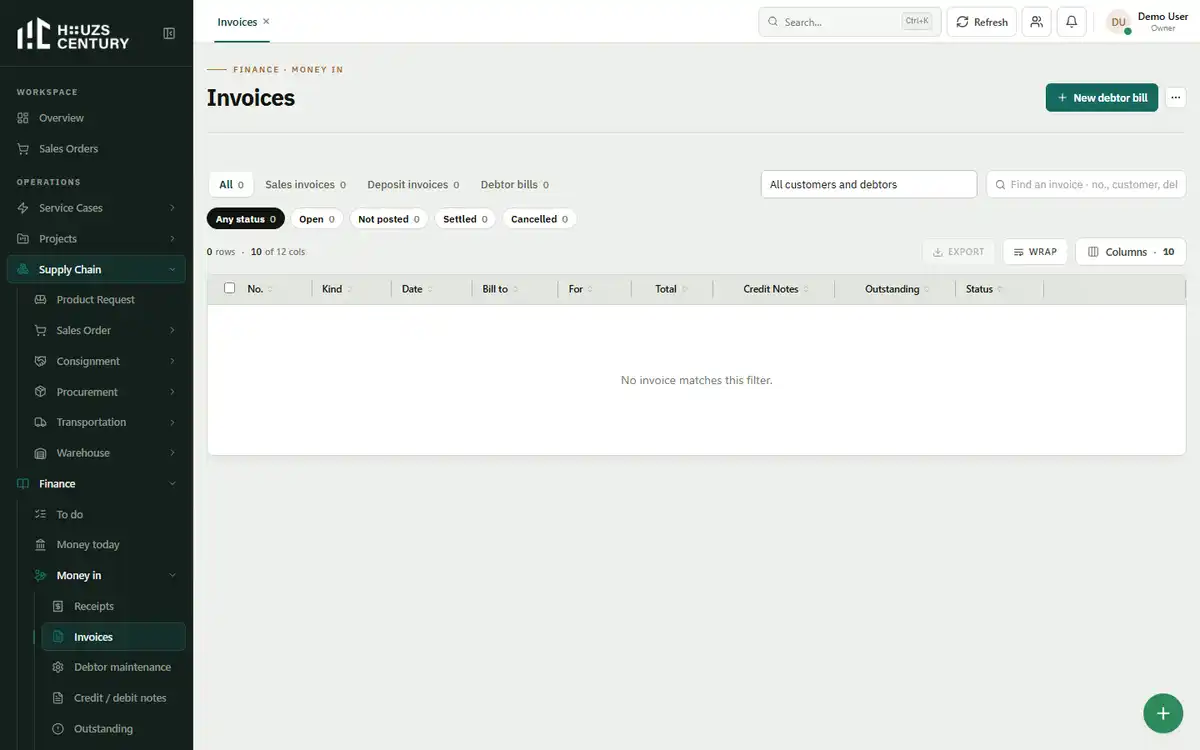 HOUZS
CENTURY
WORKSPACE
Overview
Sales Orders
OPERATIONS
Service Cases
Projects
Supply Chain
Product Request
Sales Order
Consignment
Procurement
Transportation
Warehouse
Finance
To do
Money today
Money in
Receipts
Invoices
Debtor maintenance
Credit / debit notes
Outstanding
Invoices ×
Search... Ctrl+K
Refresh
DU
Demo User
Owner
FINANCE · MONEY IN
Invoices
+ New debtor bill
···
All 0 Sales invoices 0 Deposit invoices 0 Debtor bills 0
All customers and debtors
Find an invoice · no., customer, del
Any status 0 Open 0 Not posted 0 Settled 0 Cancelled 0
0 rows · 10 of 12 cols
EXPORT WRAP Columns · 10
No. Kind Date Bill to For Total Credit Notes Outstanding Status
No invoice matches this filter.
+